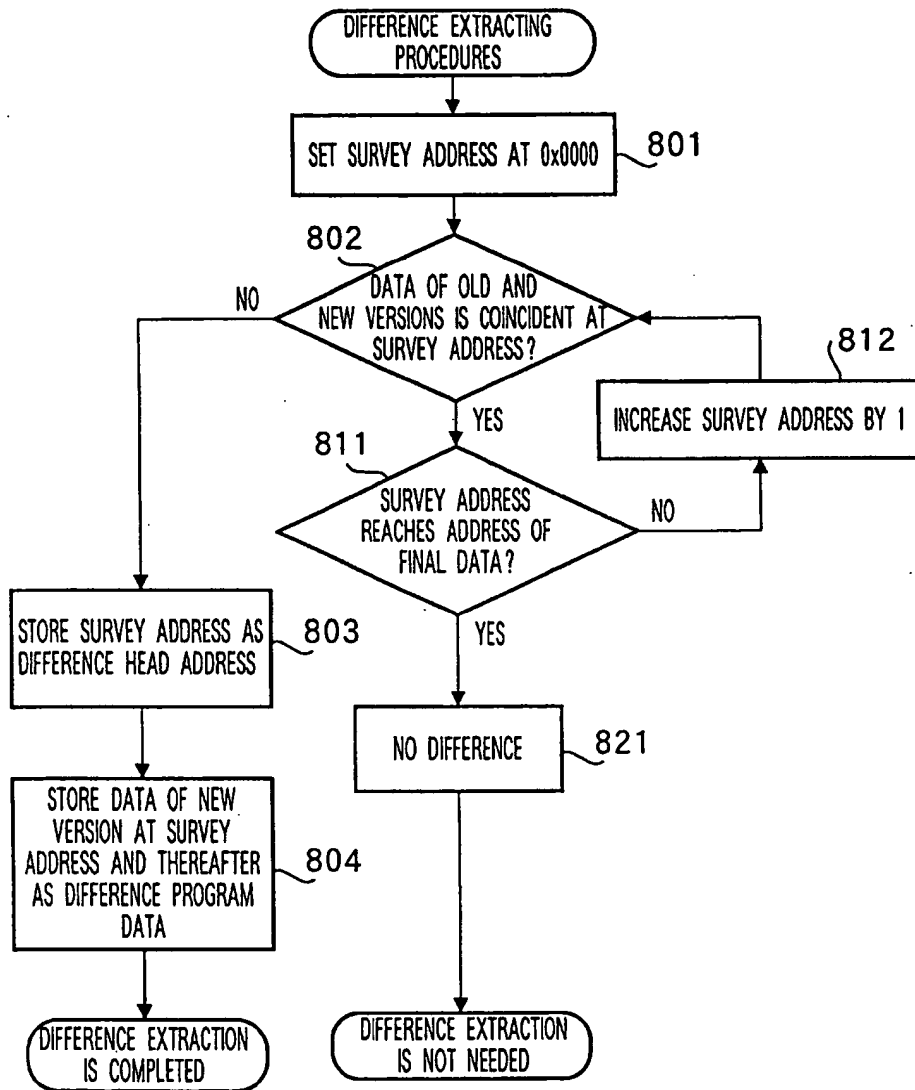 DIFFERENCE EXTRACTING
PROCEDURES
SET SURVEY ADDRESS AT 0x0000
801
802
DATA OF OLD AND
NEW VERSIONS IS COINCIDENT AT
SURVEY ADDRESS?
NO
812
INCREASE SURVEY ADDRESS BY 1
YES
811
SURVEY ADDRESS
REACHES ADDRESS OF
FINAL DATA?
NO
YES
STORE SURVEY ADDRESS AS
DIFFERENCE HEAD ADDRESS
803
NO DIFFERENCE
821
STORE DATA OF NEW
VERSION AT SURVEY
ADDRESS AND THEREAFTER
AS DIFFERENCE PROGRAM
DATA
804
DIFFERENCE EXTRACTION
IS COMPLETED
DIFFERENCE EXTRACTION
IS NOT NEEDED